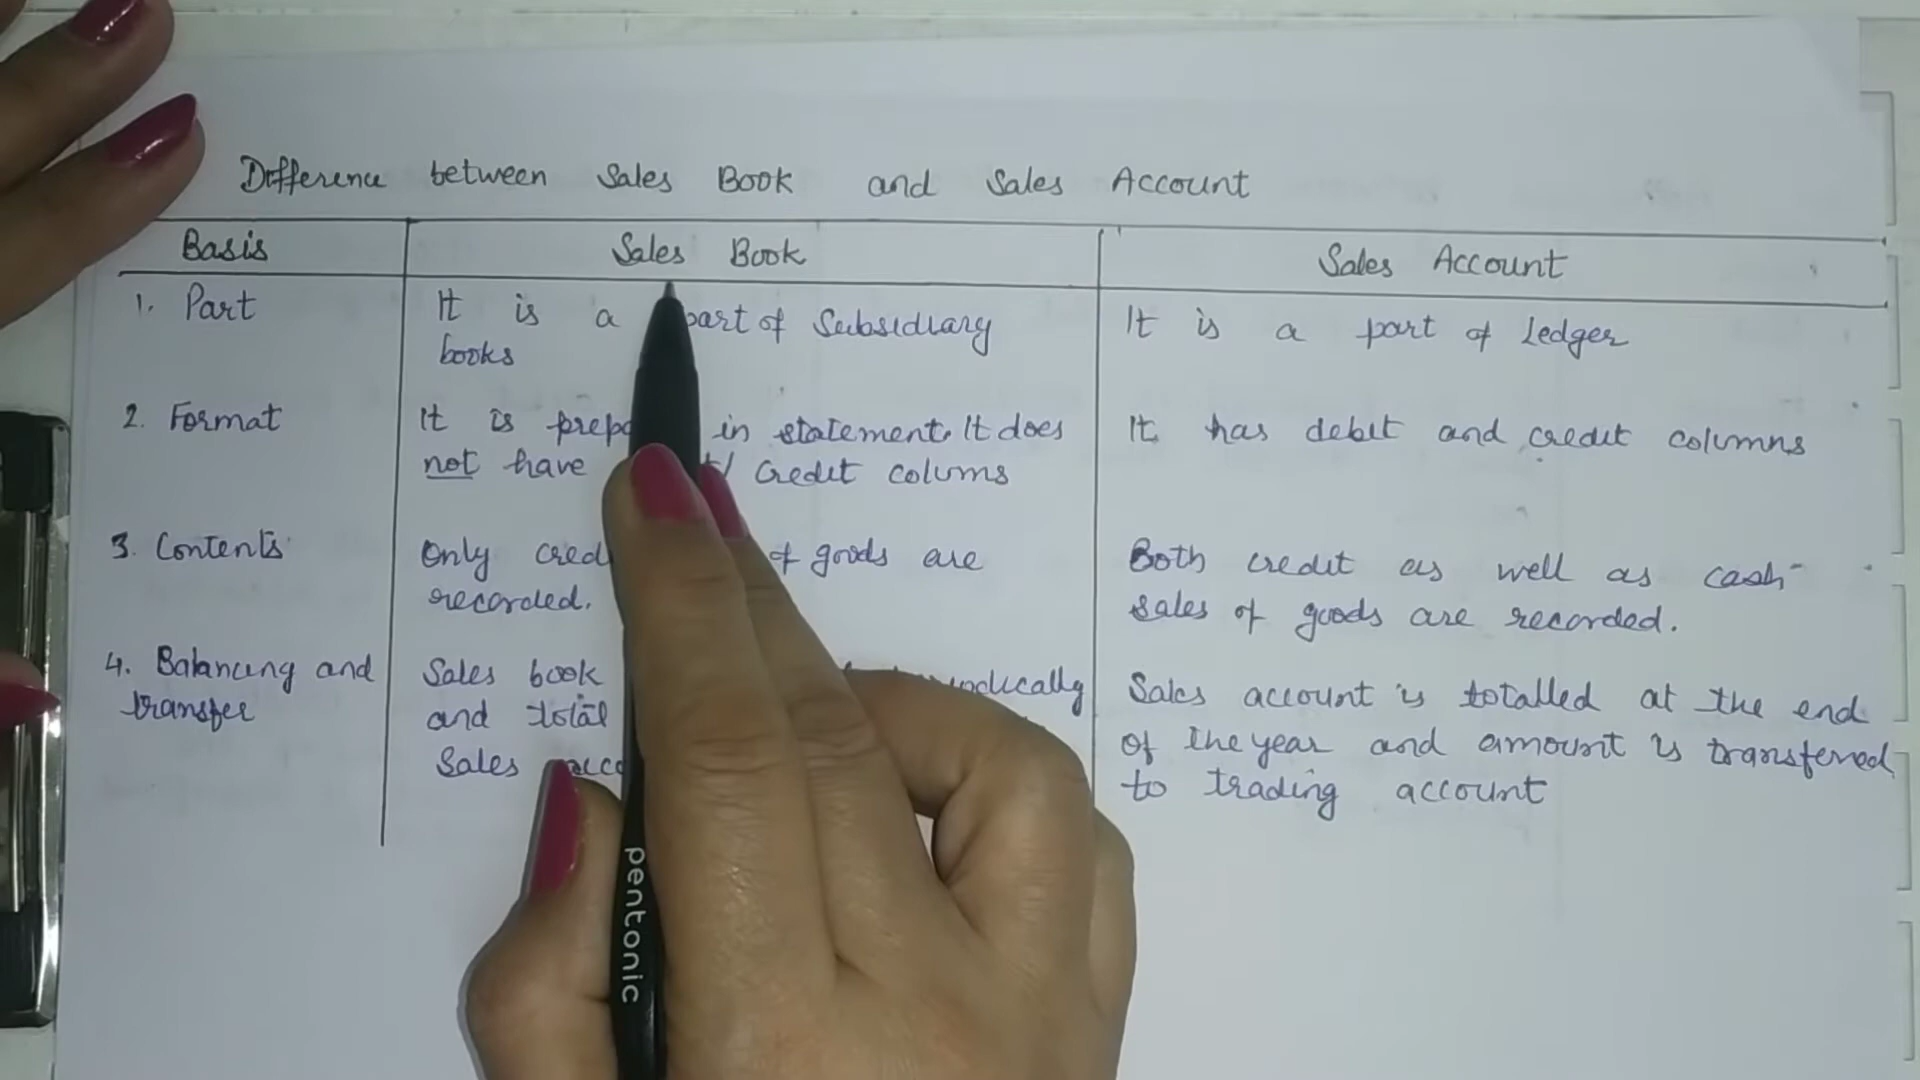 Difference between Sales Book and Sales Account
Basis Sales Book Sales Account
1. Part It is a part of Subsidiary It is a part of Ledger
books
2. Format It is in statement. It does It has debit and credit columns
not have credit colums
3. Contents Only of goods are Both credit as well as cash
recorded. sales of goods are recorded.
4. Balancing and Sales book Sales account is totalled at the end
transfer and total of the year and amount is transferred
Sales to trading account
pentonic